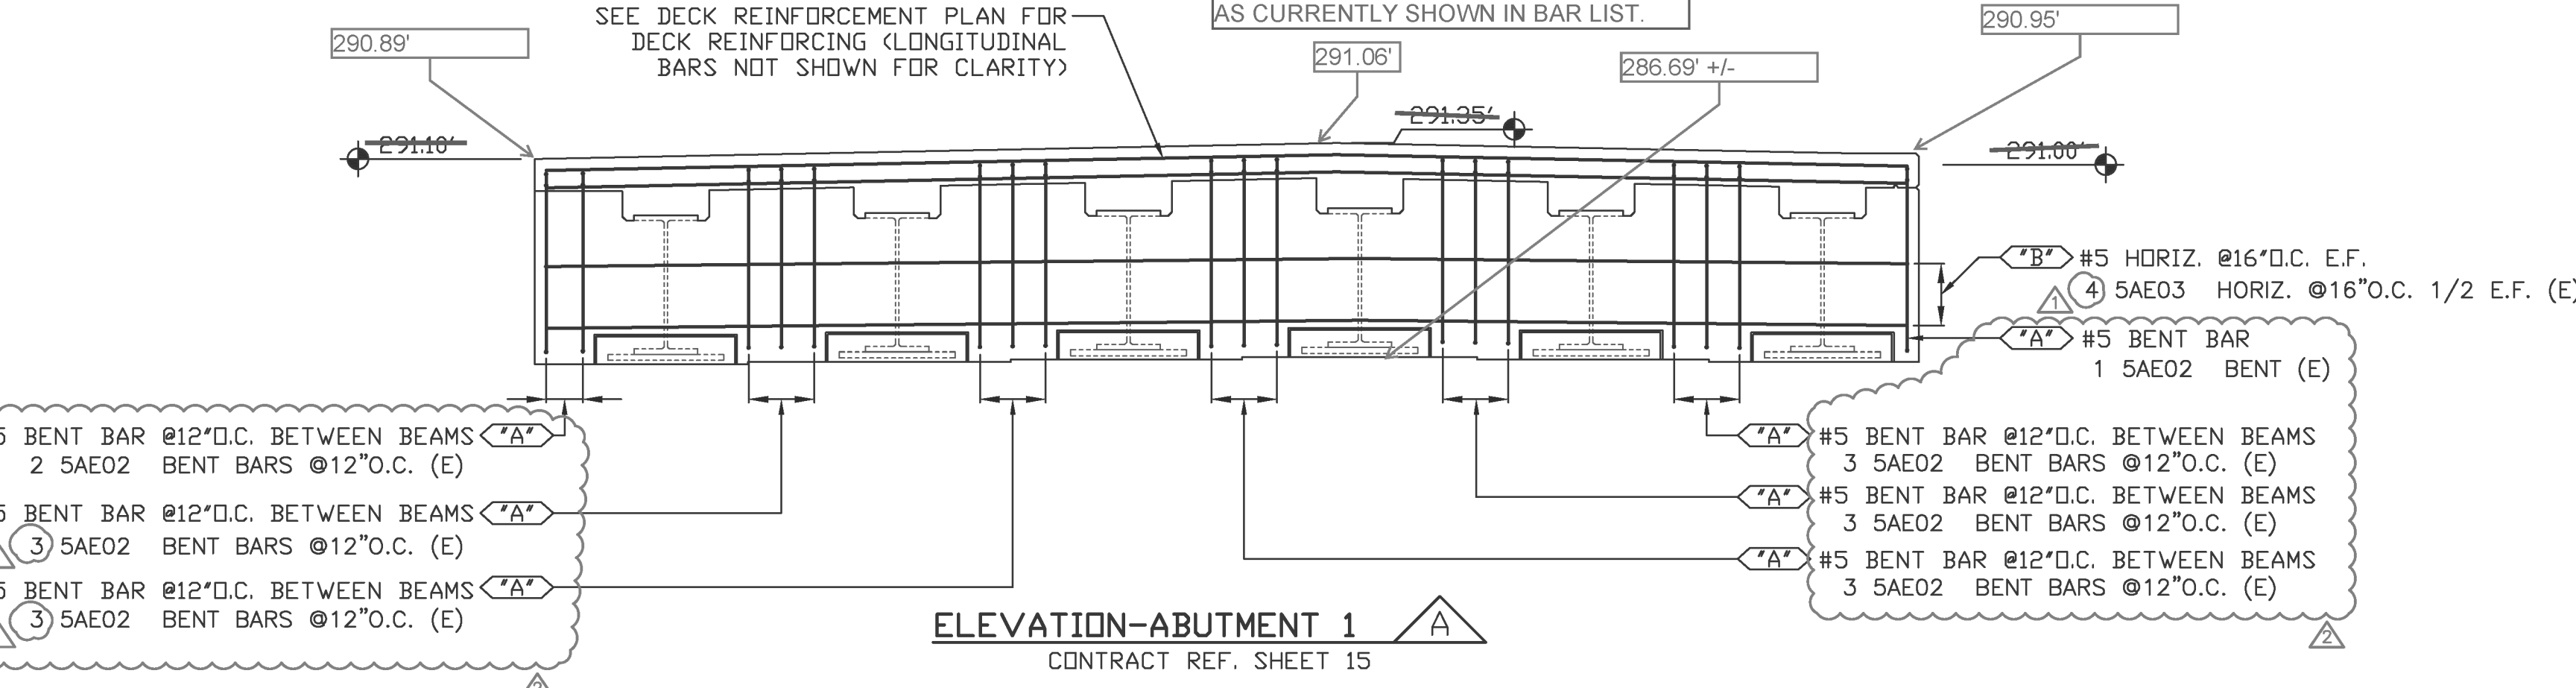 SEE DECK REINFORCEMENT PLAN FOR
DECK REINFORCING (LONGITUDINAL
BARS NOT SHOWN FOR CLARITY)
AS CURRENTLY SHOWN IN BAR LIST.
290.89'
291.06'
286.69' +/-
290.95'
291.10'
291.35'
291.00'
"B" #5 HORIZ. @16"O.C. E.F.
1 4 5AE03 HORIZ. @16"O.C. 1/2 E.F. (E)
"A" #5 BENT BAR
1 5AE02 BENT (E)
5 BENT BAR @12"O.C. BETWEEN BEAMS "A"
2 5AE02 BENT BARS @12"O.C. (E)
5 BENT BAR @12"O.C. BETWEEN BEAMS "A"
3 5AE02 BENT BARS @12"O.C. (E)
5 BENT BAR @12"O.C. BETWEEN BEAMS "A"
3 5AE02 BENT BARS @12"O.C. (E)
"A" #5 BENT BAR @12"O.C. BETWEEN BEAMS
3 5AE02 BENT BARS @12"O.C. (E)
"A" #5 BENT BAR @12"O.C. BETWEEN BEAMS
3 5AE02 BENT BARS @12"O.C. (E)
"A" #5 BENT BAR @12"O.C. BETWEEN BEAMS
3 5AE02 BENT BARS @12"O.C. (E)
2
2
ELEVATION-ABUTMENT 1 A
CONTRACT REF. SHEET 15